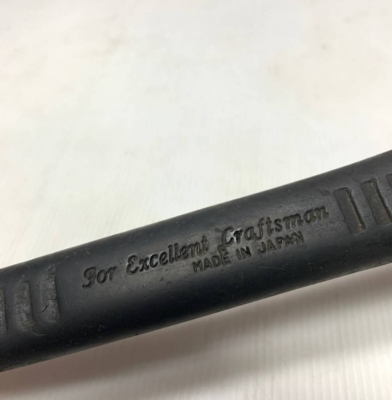 For Excellent Craftsman
MADE IN JAPAN